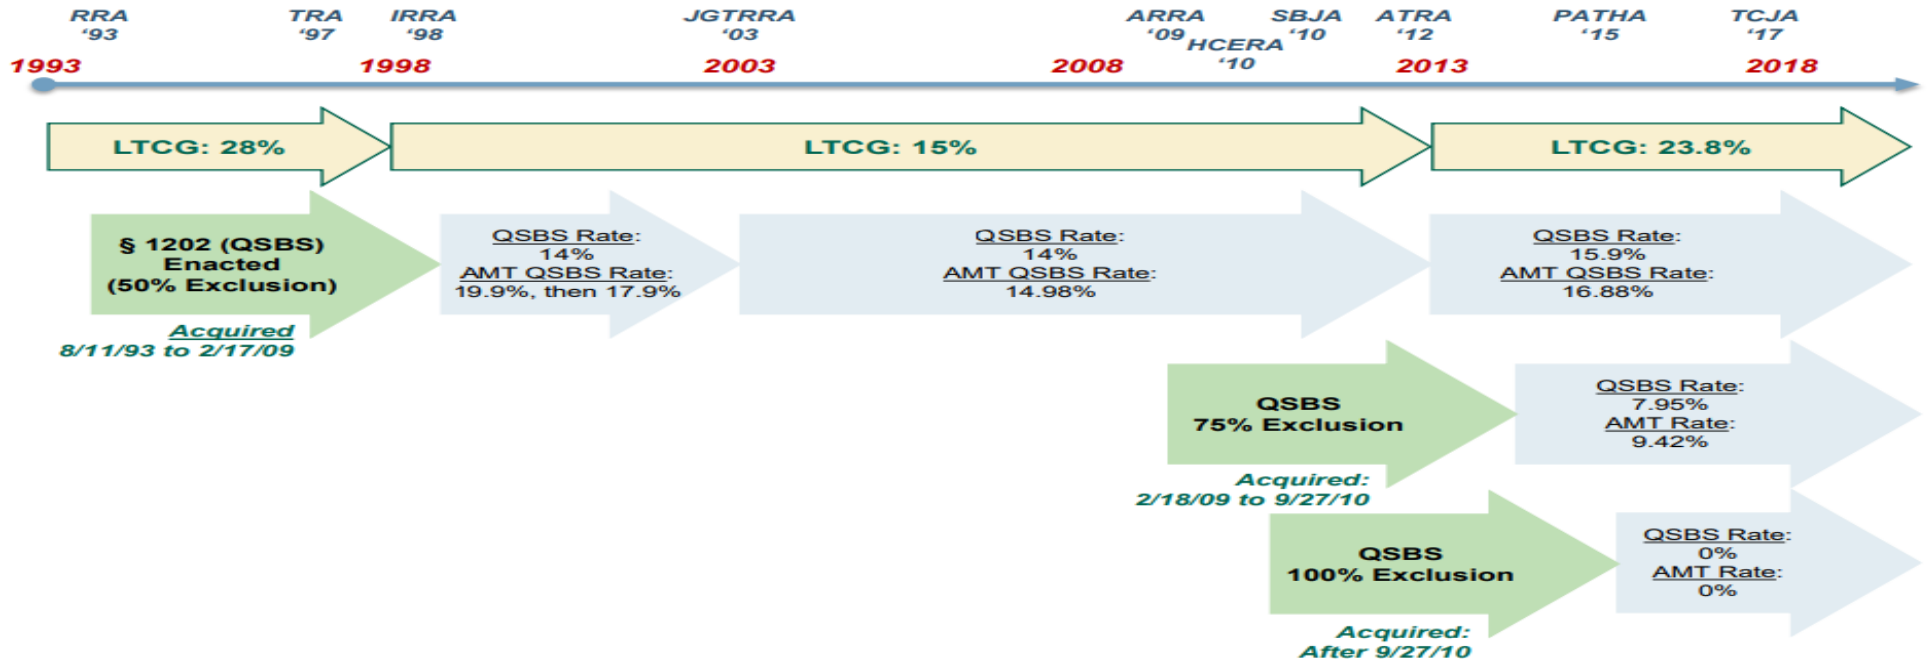 RRA
‘93
TRA
‘97
IRRA
‘98
JGTRRA
‘03
ARRA
‘09
HCERA
‘10
SBJA
‘10
ATRA
‘12
PATHA
‘15
TCJA
‘17
1993
1998
2003
2008
2013
2018
LTCG: 28%
LTCG: 15%
LTCG: 23.8%
§ 1202 (QSBS)
Enacted
(50% Exclusion)
Acquired
8/11/93 to 2/17/09
QSBS Rate:
14%
AMT QSBS Rate:
19.9%, then 17.9%
QSBS Rate:
14%
AMT QSBS Rate:
14.98%
QSBS Rate:
15.9%
AMT QSBS Rate:
16.88%
QSBS
75% Exclusion
Acquired:
2/18/09 to 9/27/10
QSBS Rate:
7.95%
AMT Rate:
9.42%
QSBS
100% Exclusion
Acquired:
After 9/27/10
QSBS Rate:
0%
AMT Rate:
0%